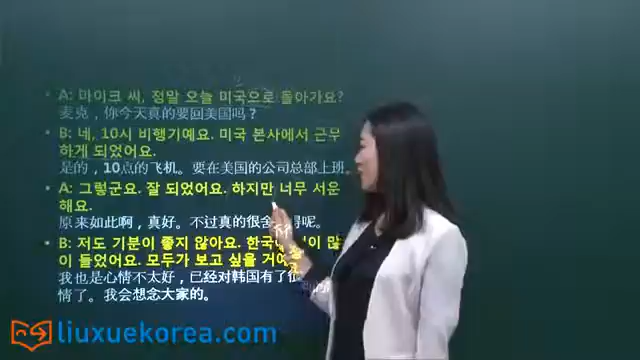 • A: 마이크 씨, 정말 오늘 미국으로 돌아가요?
麦克，你今天真的要回美国吗？
• B: 네, 10시 비행기예요. 미국 본사에서 근무
하게 되었어요.
是的，10点的飞机。要在美国的公司总部上班。
• A: 그렇군요. 잘 되었어요. 하지만 너무 서운
해요.
原来如此啊，真好。不过真的很舍 得呢。
• B: 저도 기분이 좋지 않아요. 이 많
이 들었어요. 모두가 보고 싶을
我也是心情不太好，已经对韩国有了
情了。我会想念大家的。
liuxuekorea.com